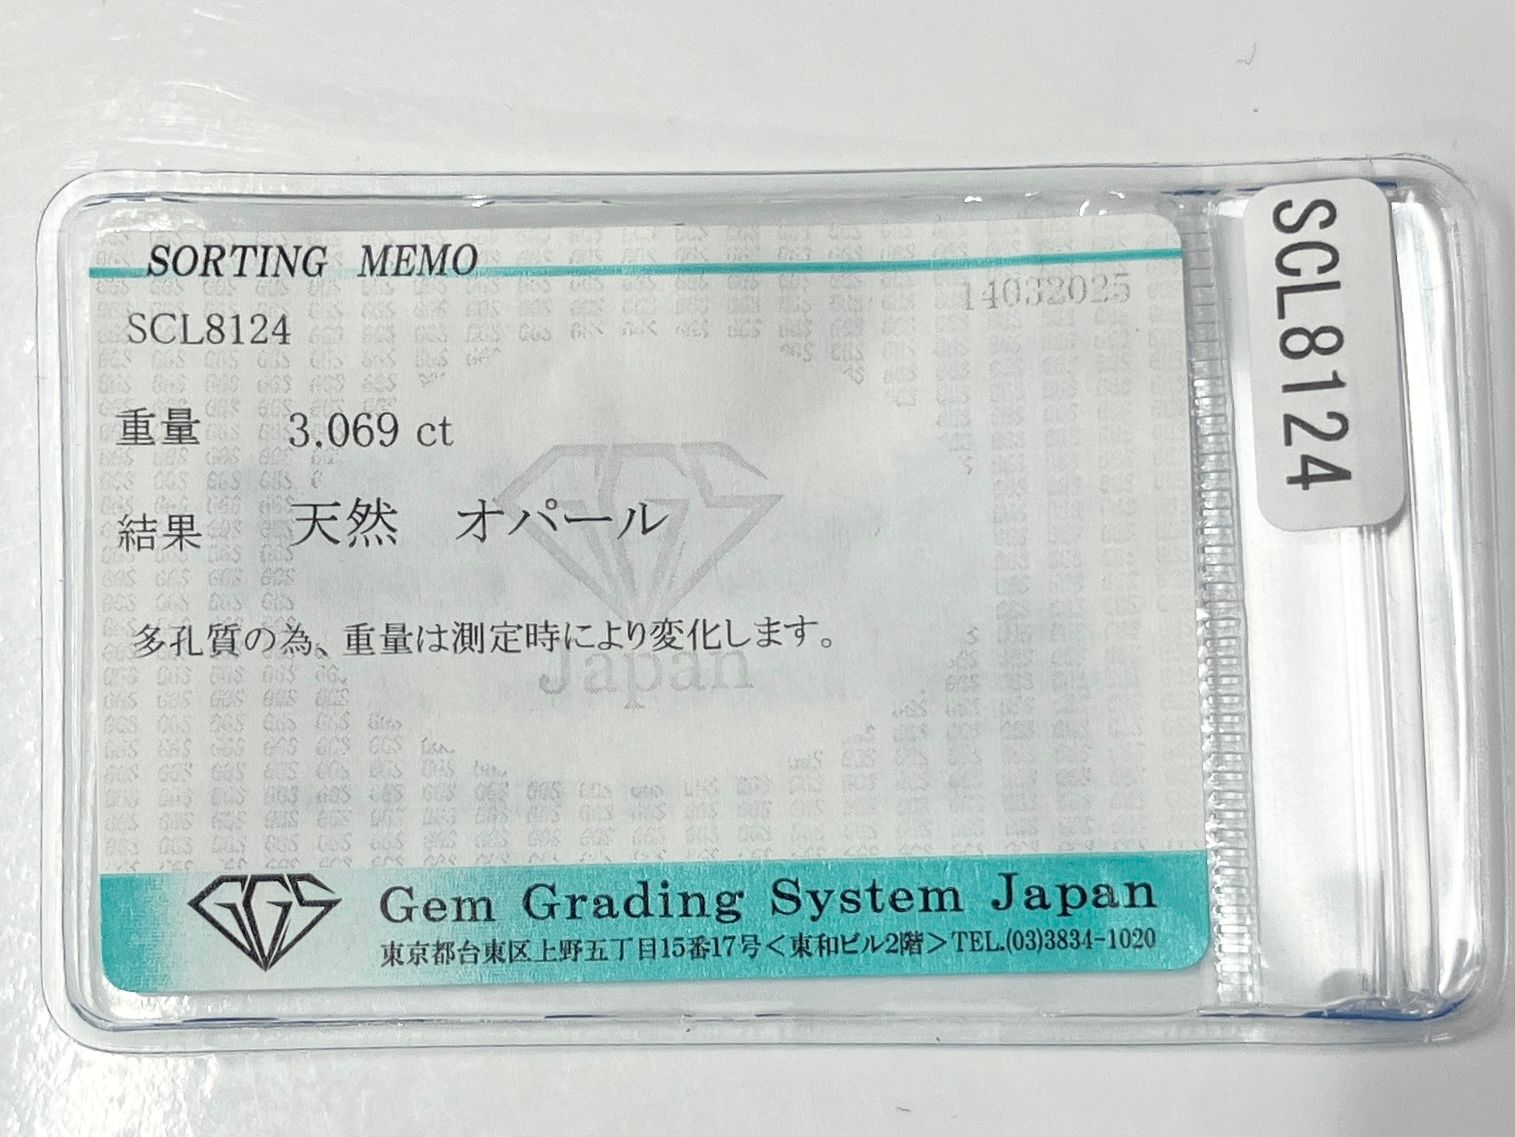 SORTING MEMO
14032025
SCL8124
重量 3.069 ct
結果 天然 オパール
多孔質の為、重量は測定時により変化します。
GGS
Japan
GGS
Gem Grading System Japan
東京都台東区上野五丁目15番17号＜東和ビル2階＞TEL.(03)3834-1020
SCL8124